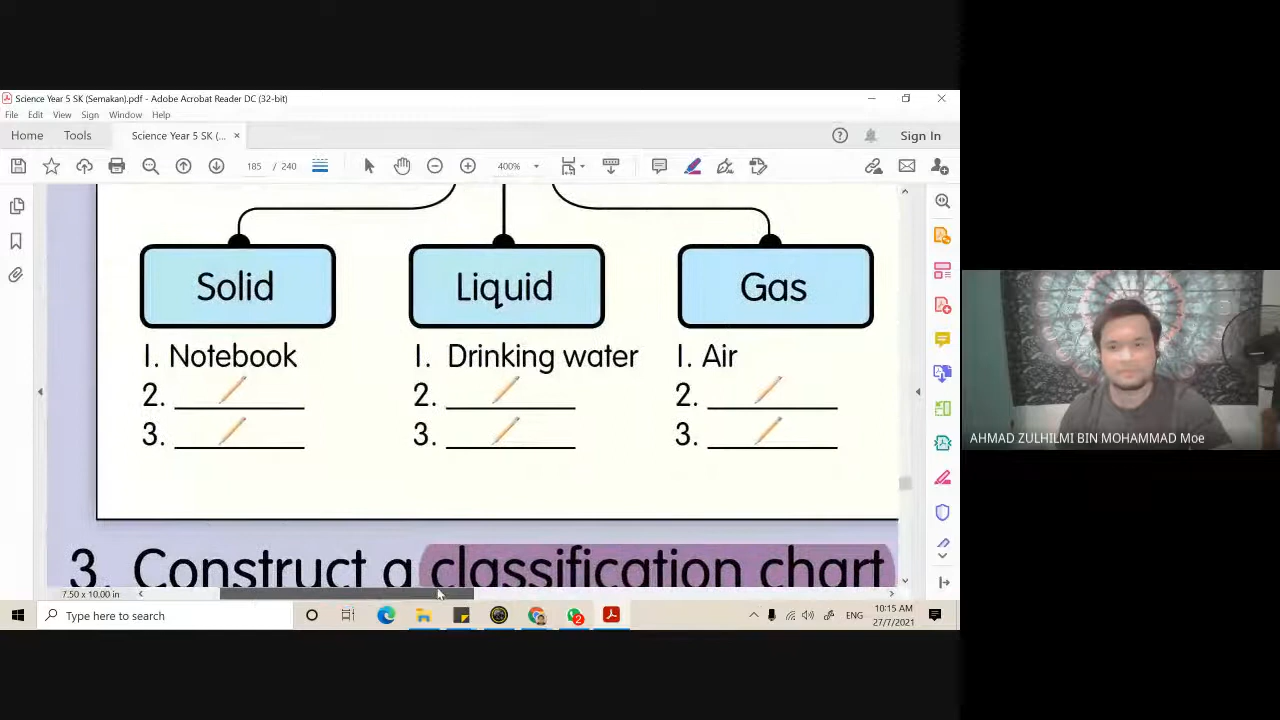 Science Year 5 SK (Semakan).pdf - Adobe Acrobat Reader DC (32-bit)
File Edit View Sign Window Help
Home Tools Science Year 5 SK (... × Sign In
185 / 240 400%
Solid Liquid Gas
1. Notebook 1. Drinking water 1. Air
2. 2. 2.
3. 3. 3.
AHMAD ZULHILMI BIN MOHAMMAD Moe
3. Construct a classification chart
7.50 x 10.00 in
Type here to search 2 ENG 10:15 AM
27/7/2021